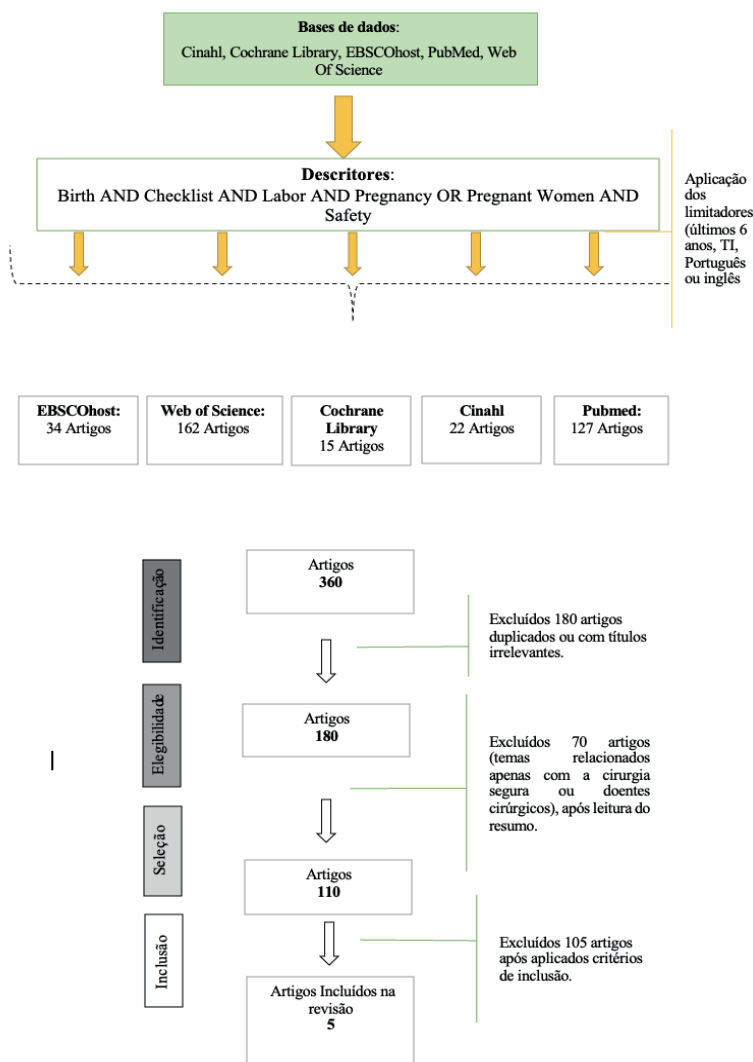 Bases de dados:
Cinahl, Cochrane Library, EBSCOhost, PubMed, Web
Of Science
Descritores:
Birth AND Checklist AND Labor AND Pregnancy OR Pregnant Women AND
Safety
Aplicação
dos
limitadores
(últimos 6
anos, TI,
Português
ou inglês
EBSCOhost:
34 Artigos
Web of Science:
162 Artigos
Cochrane
Library
15 Artigos
Cinahl
22 Artigos
Pubmed:
127 Artigos
Identificação
Artigos
360
Excluídos 180 artigos
duplicados ou com títulos
irrelevantes.
Elegibilidade
Artigos
180
Excluídos 70 artigos
(temas relacionados
apenas com a cirurgia
segura ou doentes
cirúrgicos), após leitura do
resumo.
Seleção
Artigos
110
Excluídos 105 artigos
após aplicados critérios
de inclusão.
Inclusão
Artigos Incluídos na
revisão
5